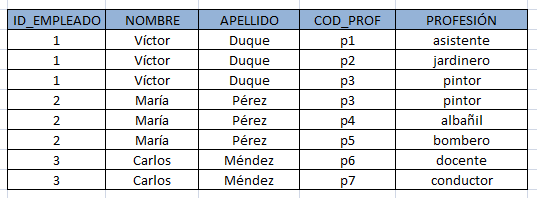 ID_EMPLEADO NOMBRE APELLIDO COD_PROF PROFESIÓN
1 Víctor Duque p1 asistente
1 Víctor Duque p2 jardinero
1 Víctor Duque p3 pintor
2 María Pérez p3 pintor
2 María Pérez p4 albañil
2 María Pérez p5 bombero
3 Carlos Méndez p6 docente
3 Carlos Méndez p7 conductor